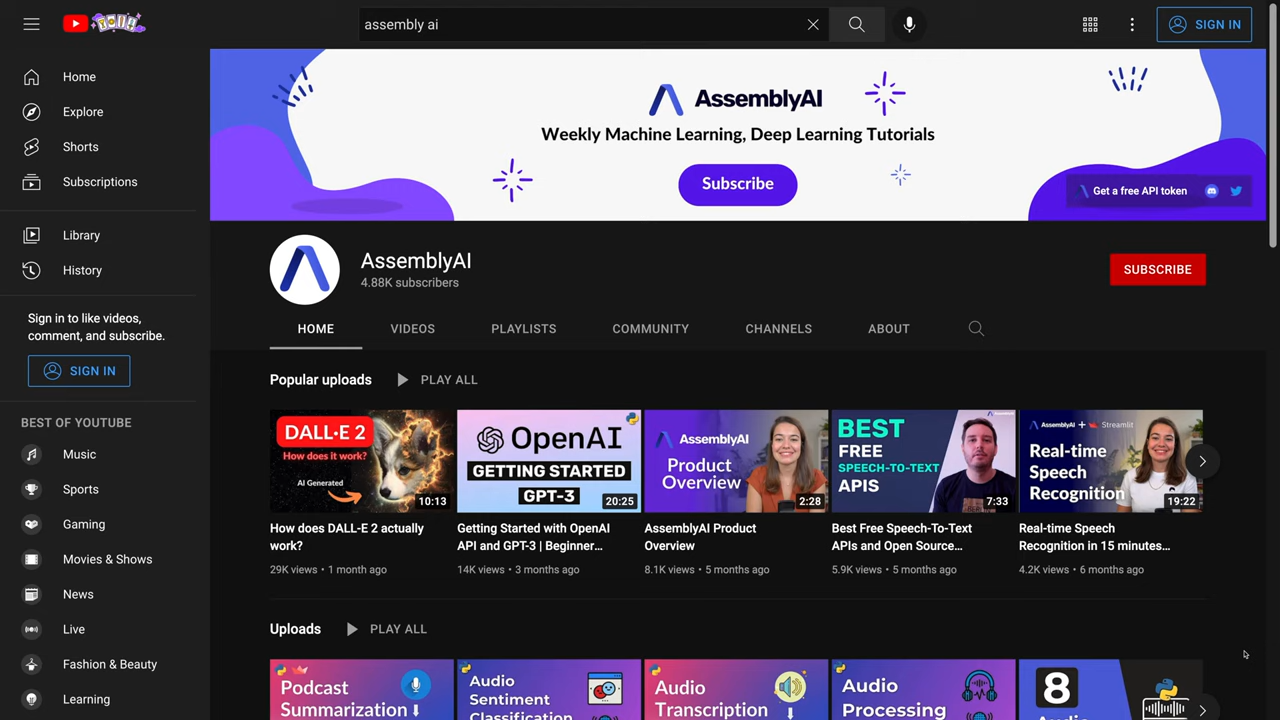 assembly ai
SIGN IN
Home
Explore
Shorts
Subscriptions
Library
History
Sign in to like videos,
comment, and subscribe.
SIGN IN
BEST OF YOUTUBE
Music
Sports
Gaming
Movies & Shows
News
Live
Fashion & Beauty
Learning
AssemblyAI
Weekly Machine Learning, Deep Learning Tutorials
Subscribe
Get a free API token
AssemblyAI
4.88K subscribers
SUBSCRIBE
HOME
VIDEOS
PLAYLISTS
COMMUNITY
CHANNELS
ABOUT
Popular uploads
PLAY ALL
DALL·E 2
How does it work?
AI Generated
10:13
How does DALL-E 2 actually
work?
29K views • 1 month ago
OpenAI
GETTING STARTED
GPT-3
20:25
Getting Started with OpenAI
API and GPT-3 | Beginner...
14K views • 3 months ago
AssemblyAI
Product
Overview
2:28
AssemblyAI Product
Overview
8.1K views • 5 months ago
BEST
FREE
SPEECH-TO-TEXT
APIS
7:33
Best Free Speech-To-Text
APIs and Open Source...
5.9K views • 5 months ago
AssemblyAI + Streamlit
Real-time
Speech
Recognition
19:22
Real-time Speech
Recognition in 15 minutes...
4.2K views • 6 months ago
Uploads
PLAY ALL
Podcast
Summarization
Audio
Sentiment
Classification
Audio
Transcription
Audio
Processing
8
Audio